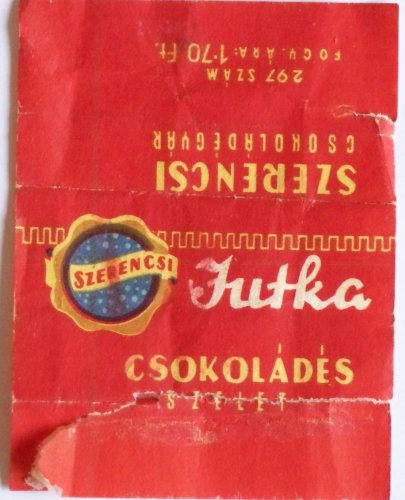 297 SZÁM
FOGY. ÁRA: 1·70 Ft.
SZERENCSI
CSOKOLÁDÉGYÁR
SZERENCSI
Jutka
CSOKOLÁDÉS
SZELET